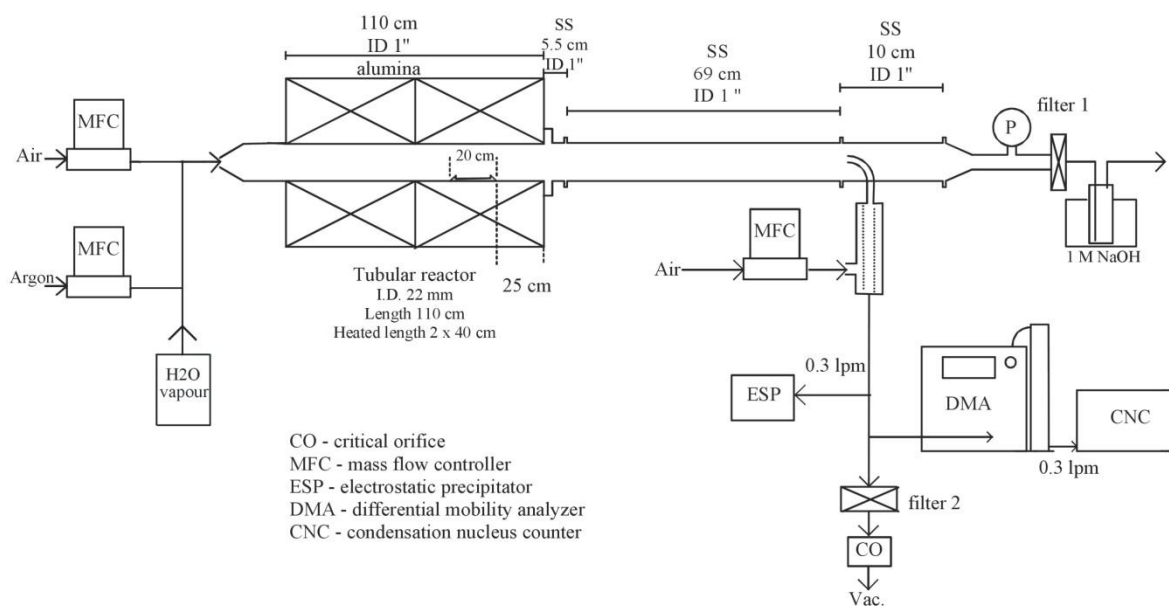 110 cm
ID 1"
alumina
SS
5.5 cm
ID 1"
SS
69 cm
ID 1 "
SS
10 cm
ID 1"
MFC
Air
MFC
Argon
H2O
vapour
20 cm
25 cm
Tubular reactor
I.D. 22 mm
Length 110 cm
Heated length 2 x 40 cm
P
filter 1
1 M NaOH
MFC
Air
0.3 lpm
ESP
DMA
CNC
0.3 lpm
filter 2
CO
Vac.
CO - critical orifice
MFC - mass flow controller
ESP - electrostatic precipitator
DMA - differential mobility analyzer
CNC - condensation nucleus counter